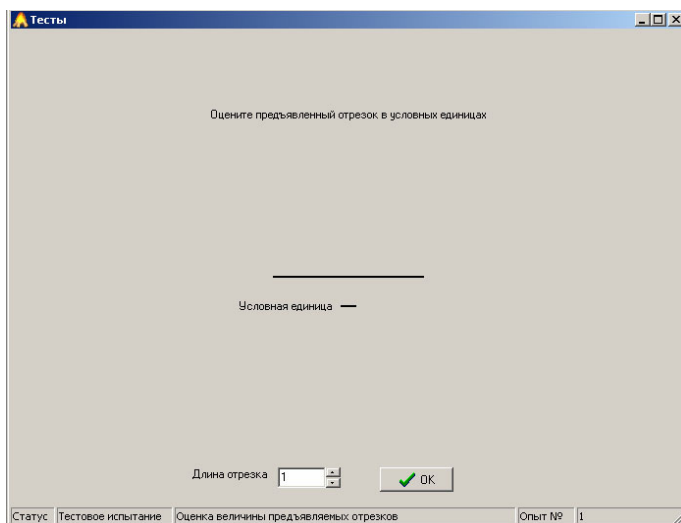 Тесты
Оцените предъявленный отрезок в условных единицах
Условная единица
Длина отрезка 1 OK
Статус Тестовое испытание Оценка величины предъявляемых отрезков Опыт № 1